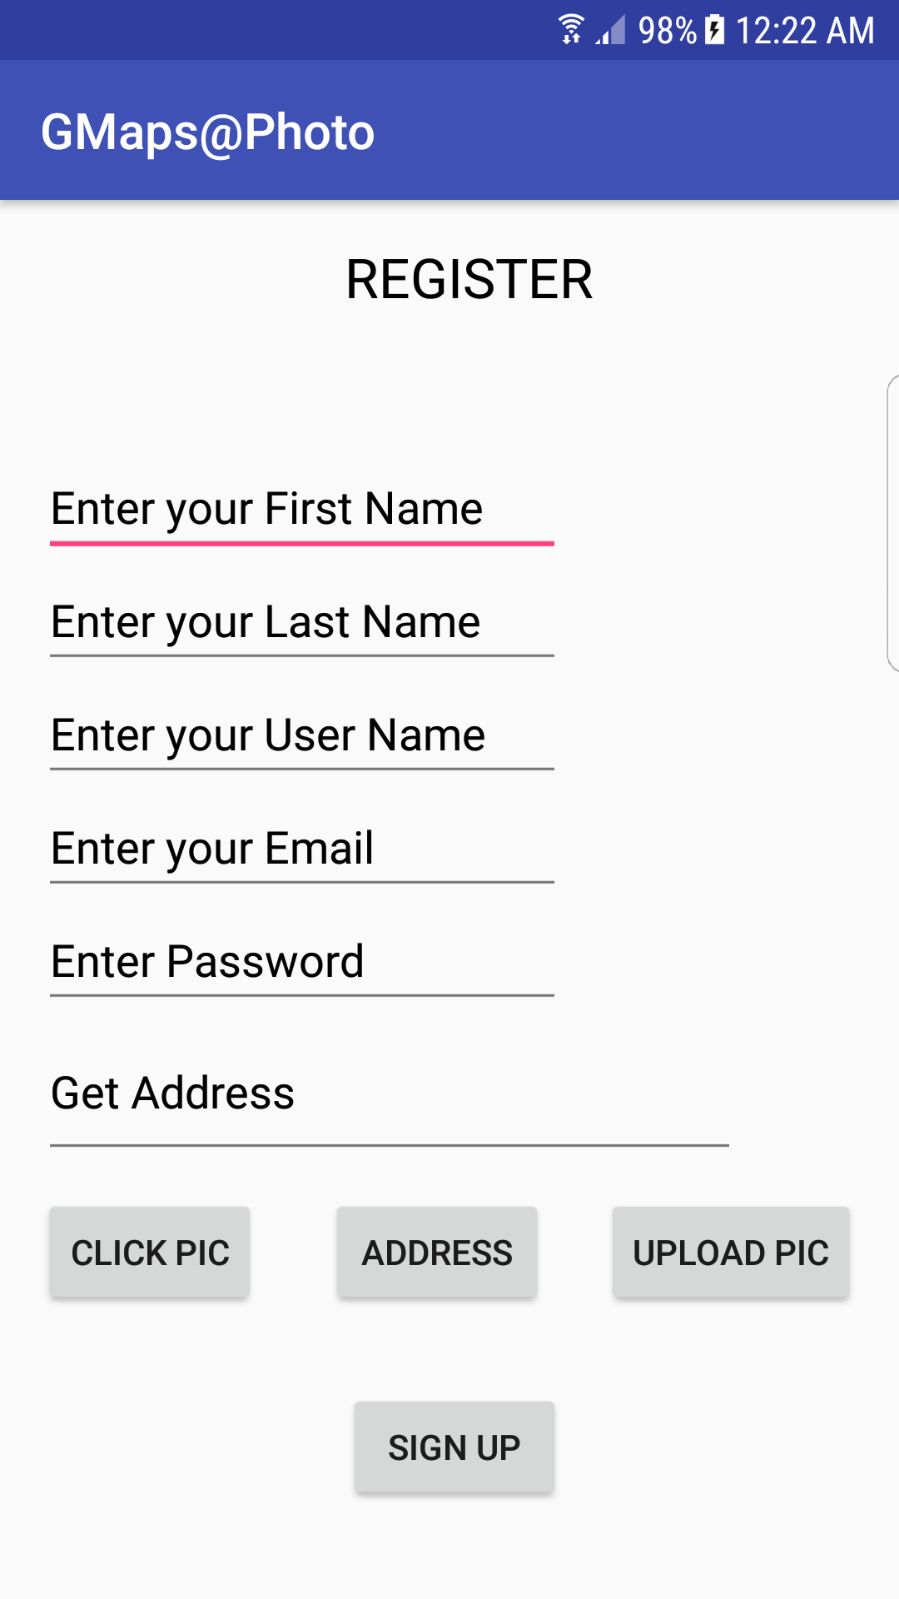 98% 12:22 AM
GMaps@Photo
REGISTER
Enter your First Name
Enter your Last Name
Enter your User Name
Enter your Email
Enter Password
Get Address
CLICK PIC ADDRESS UPLOAD PIC
SIGN UP